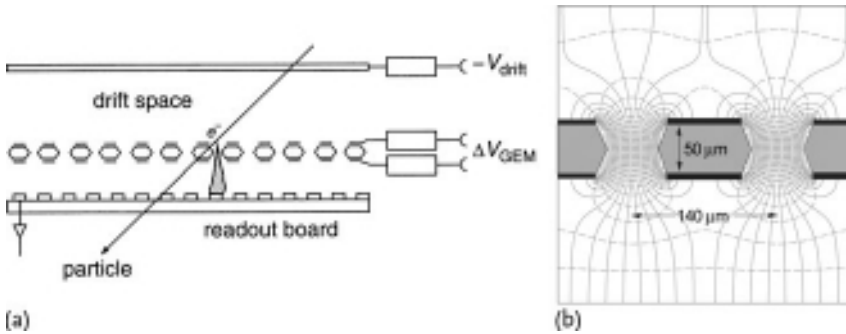 −V_drift
drift space
e⁻
ΔV_GEM
readout board
particle
(a)
50 μm
140 μm
(b)